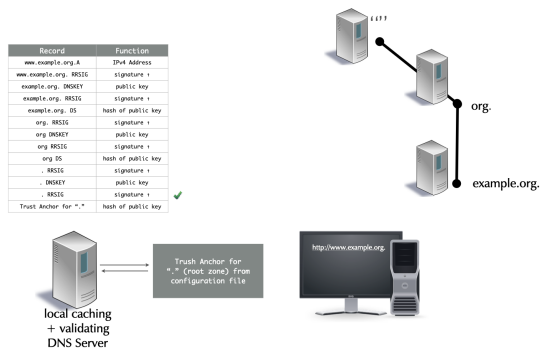 “”
Record Function
www.example.org.A IPv4 Address
www.example.org. RRSIG signature ↑
example.org. DNSKEY public key
example.org. RRSIG signature ↑
example.org. DS hash of public key
org. RRSIG signature ↑
org DNSKEY public key
org RRSIG signature ↑
org DS hash of public key
. RRSIG signature ↑
. DNSKEY public key
. RRSIG signature ↑
Trust Anchor for “.” hash of public key
org.
example.org.
Trush Anchor for
“.” (root zone) from
configuration file
http://www.example.org.
local caching
+ validating
DNS Server